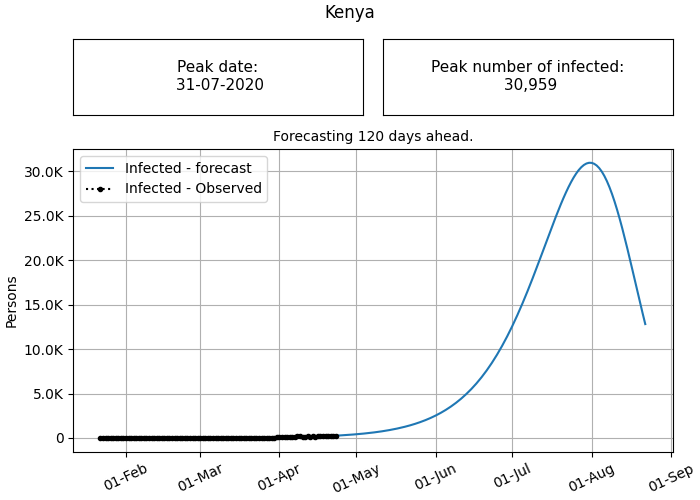 Kenya
Peak date:
31-07-2020
Peak number of infected:
30,959
Forecasting 120 days ahead.
Infected - forecast
Infected - Observed
Persons
30.0K
25.0K
20.0K
15.0K
10.0K
5.0K
0
01-Feb
01-Mar
01-Apr
01-May
01-Jun
01-Jul
01-Aug
01-Sep